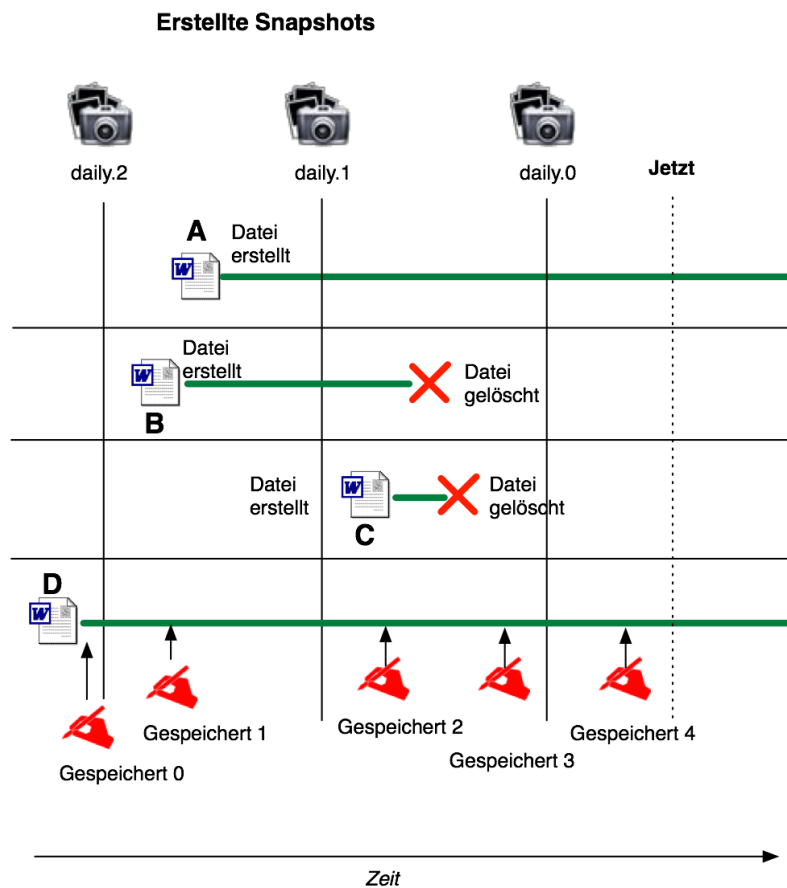 Erstellte Snapshots
daily.2
daily.1
daily.0
Jetzt
A
Datei
erstellt
W
Datei
erstellt
W
B
Datei
gelöscht
Datei
erstellt
W
C
Datei
gelöscht
D
W
Gespeichert 0
Gespeichert 1
Gespeichert 2
Gespeichert 3
Gespeichert 4
Zeit